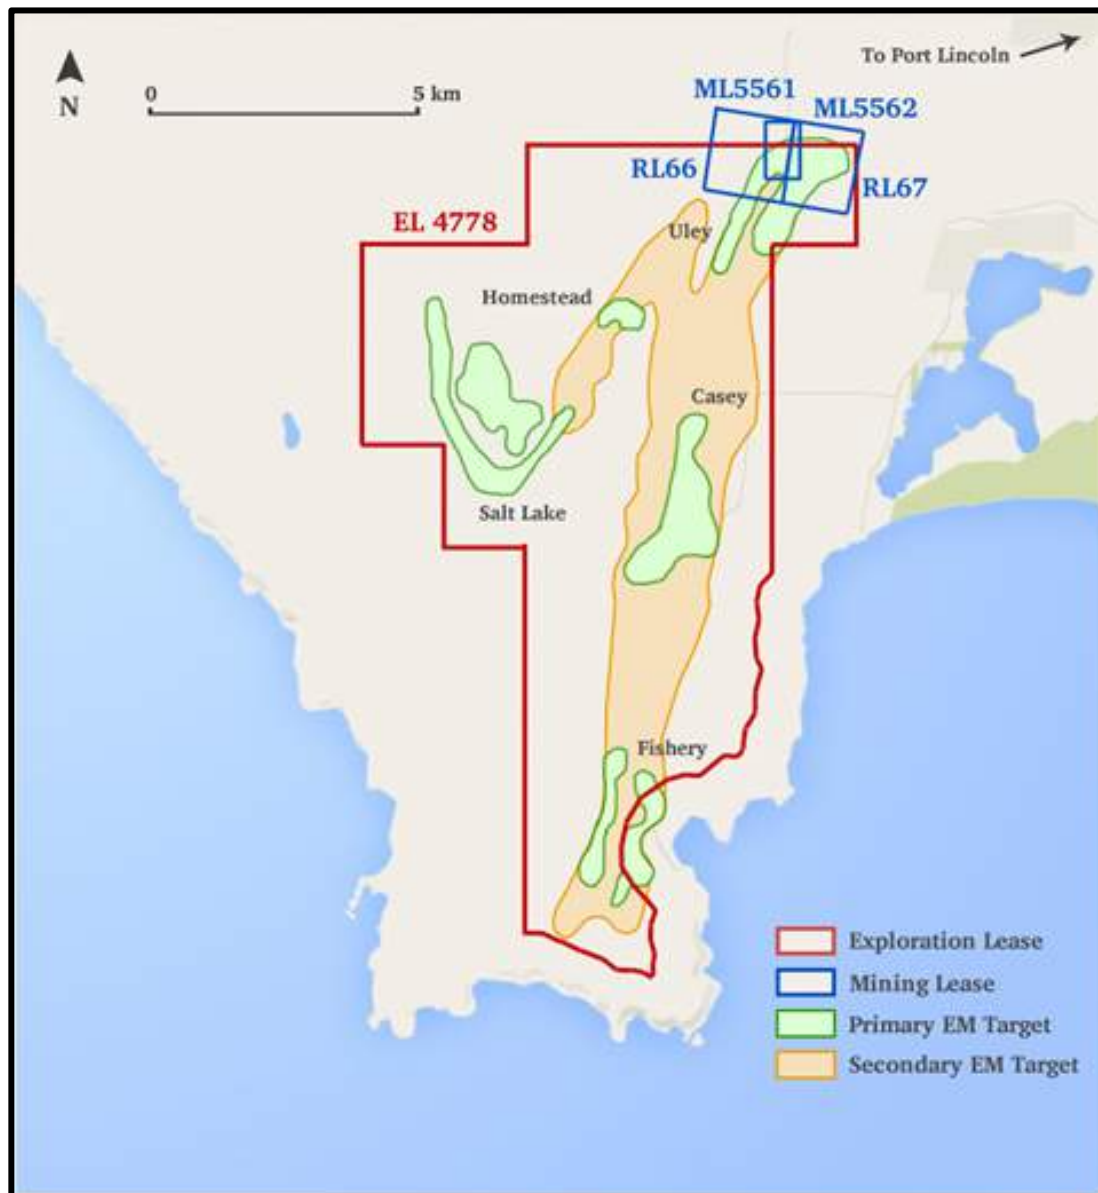 To Port Lincoln
N
0 5 km
ML5561
ML5562
RL66
RL67
EL 4778
Uley
Homestead
Casey
Salt Lake
Fishery
Exploration Lease
Mining Lease
Primary EM Target
Secondary EM Target